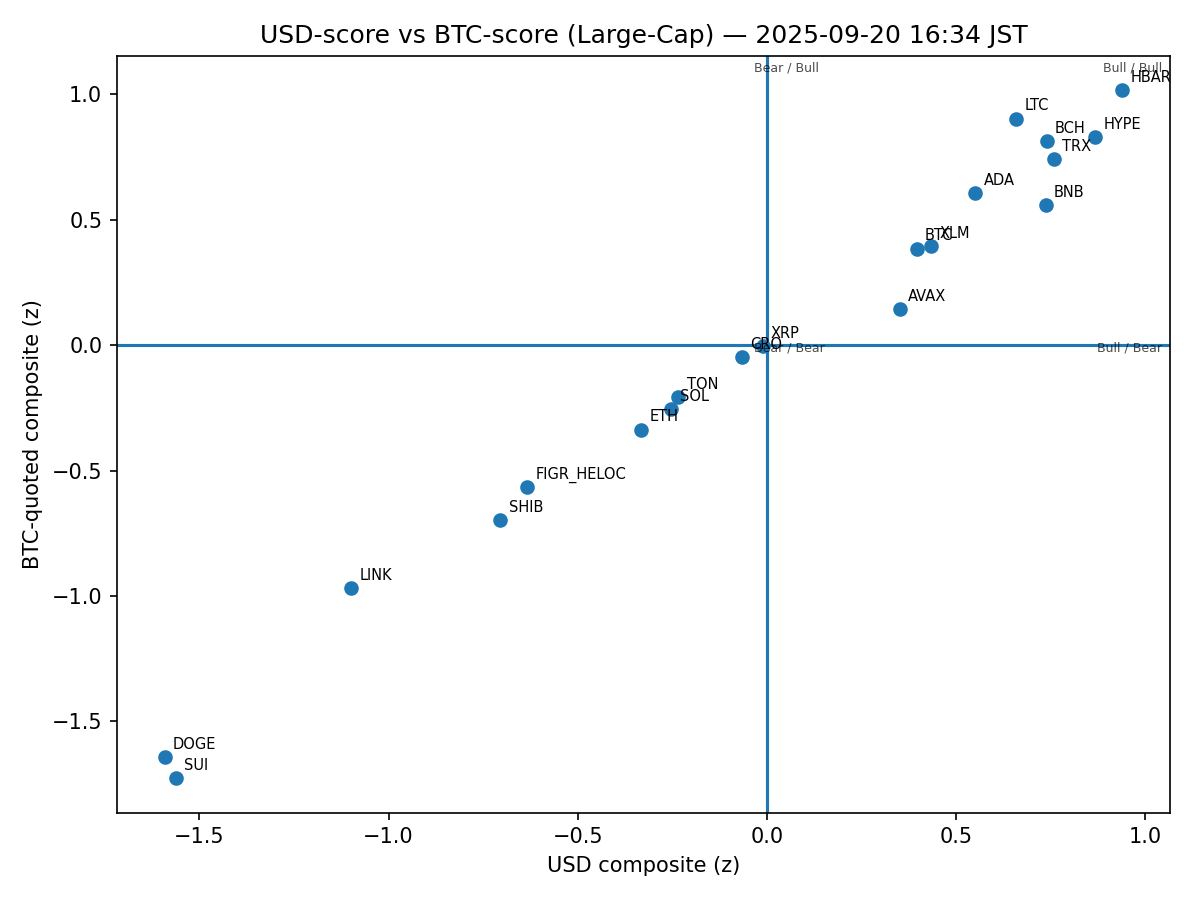 USD-score vs BTC-score (Large-Cap) — 2025-09-20 16:34 JST
Bear / Bull
Bull / Bull
HBAR
LTC
HYPE
BCH
TRX
ADA
BNB
BTC
XLM
AVAX
XRP
CRO
Bear / Bear
Bull / Bear
TON
SOL
ETH
FIGR_HELOC
SHIB
LINK
DOGE
SUI
1.0
0.5
0.0
−0.5
−1.0
−1.5
BTC-quoted composite (z)
−1.5
−1.0
−0.5
0.0
0.5
1.0
USD composite (z)